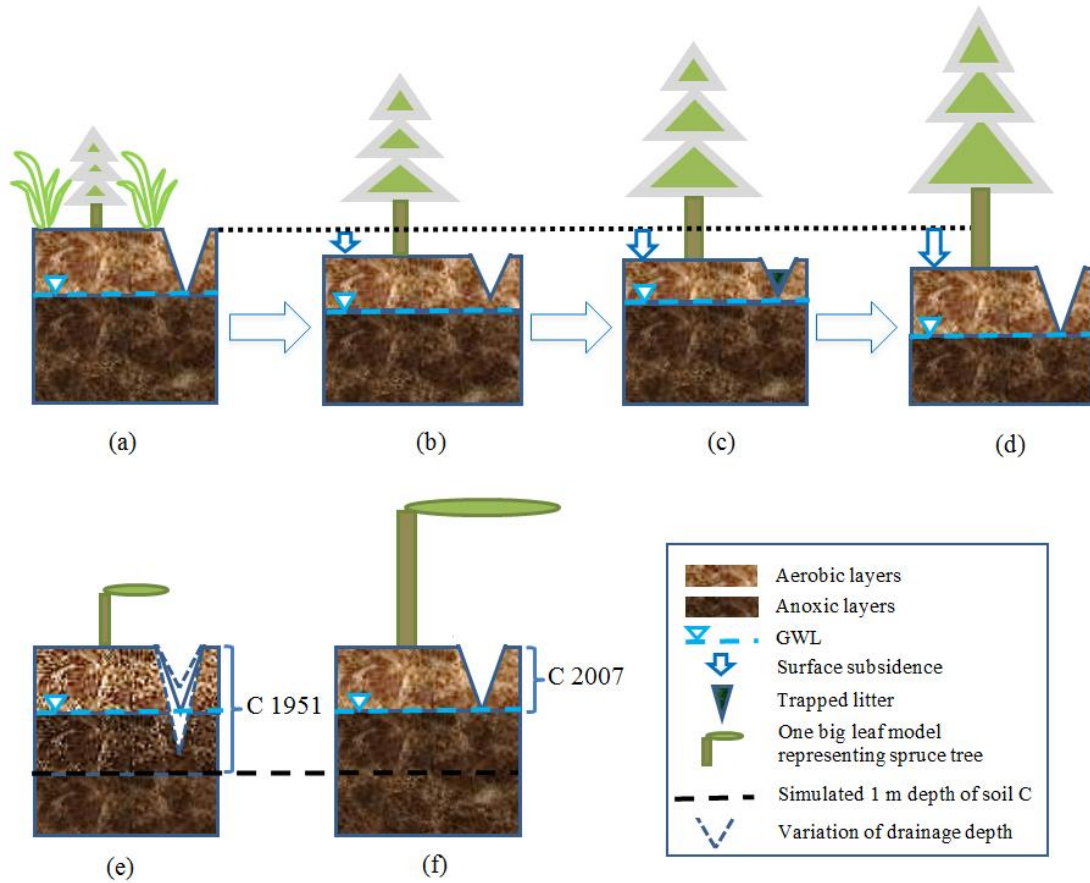 (a)
(b)
(c)
(d)
C 1951
C 2007
(e)
(f)
Aerobic layers
Anoxic layers
GWL
Surface subsidence
Trapped litter
One big leaf model
representing spruce tree
Simulated 1 m depth of soil C
Variation of drainage depth